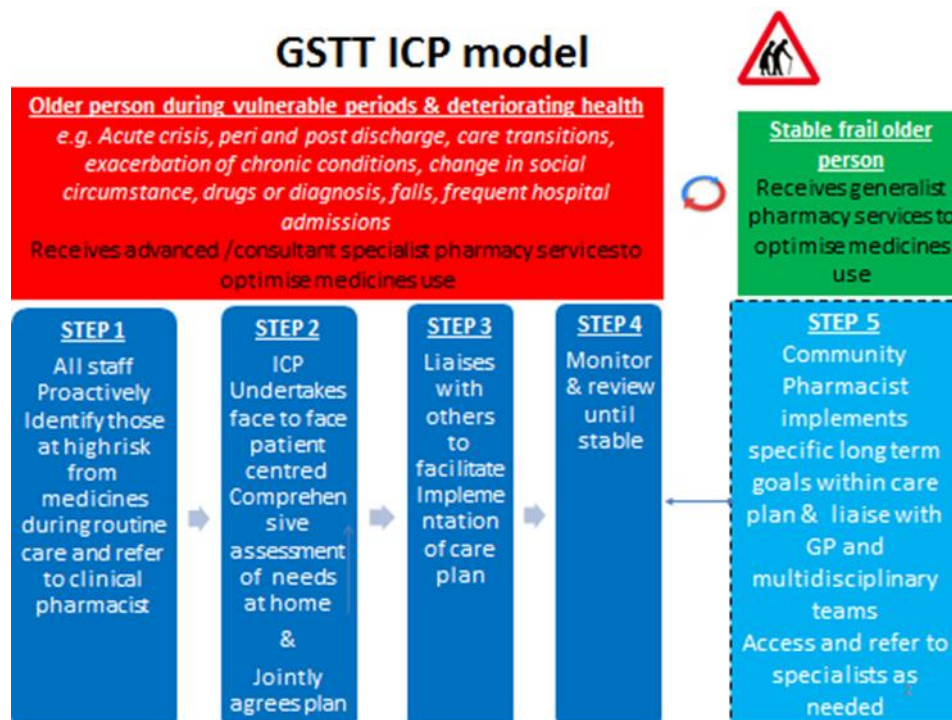 GSTT ICP model
Older person during vulnerable periods & deteriorating health
e.g. Acute crisis, peri and post discharge, care transitions,
exacerbation of chronic conditions, change in social
circumstance, drugs or diagnosis, falls, frequent hospital
admissions
Receives advanced /consultant specialist pharmacy services to
optimise medicines use
Stable frail older
person
Receives generalist
pharmacy services to
optimise medicines
use
STEP 1
All staff
Proactively
Identify those
at high risk
from
medicines
during routine
care and refer
to clinical
pharmacist
STEP 2
ICP
Undertakes
face to face
patient
centred
Comprehen
sive
assessment
of needs
at home
&
Jointly
agrees plan
STEP 3
Liaises
with
others
to
facilitate
Impleme
ntation
of care
plan
STEP 4
Monitor
& review
until
stable
STEP 5
Community
Pharmacist
implements
specific long term
goals within care
plan & liaise with
GP and
multidisciplinary
teams
Access and refer to
specialists as
needed